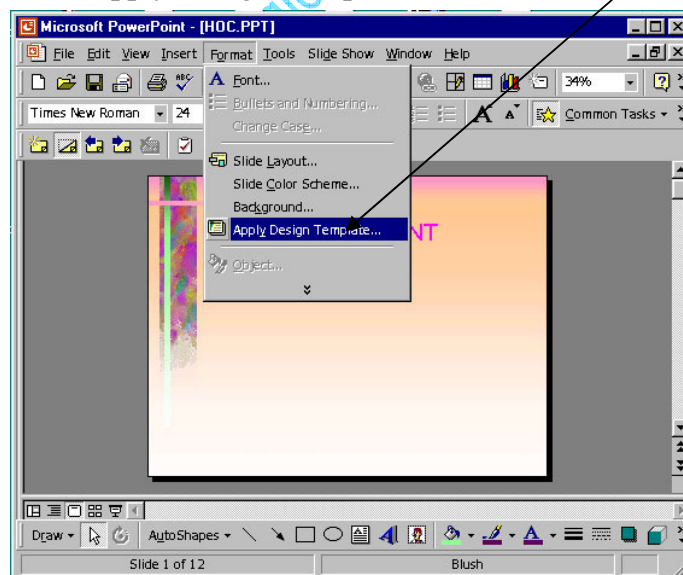 Microsoft PowerPoint - [HOC.PPT]
File Edit View Insert Format Tools Slide Show Window Help
34%
Times New Roman 24
A A Common Tasks
Font...
Bullets and Numbering...
Change Case...
Slide Layout...
Slide Color Scheme...
Background...
Apply Design Template...
Object...
NT
Draw AutoShapes
Slide 1 of 12 Blush